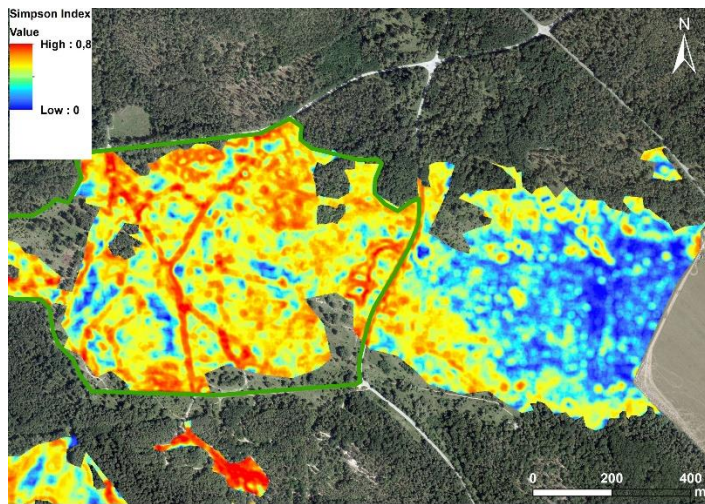 Simpson Index
Value
High : 0,8
Low : 0
N
0 200 400
m